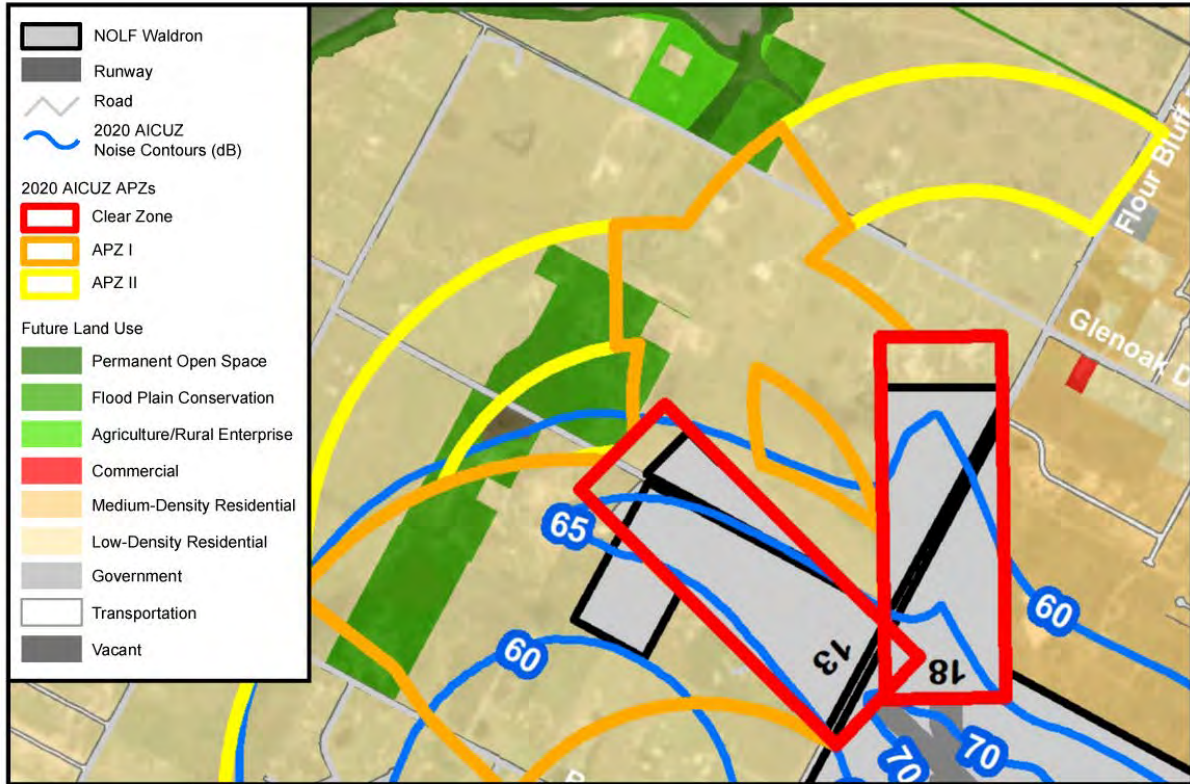 NOLF Waldron
Runway
Road
2020 AICUZ
Noise Contours (dB)
2020 AICUZ APZs
Clear Zone
APZ I
APZ II
Future Land Use
Permanent Open Space
Flood Plain Conservation
Agriculture/Rural Enterprise
Commercial
Medium-Density Residential
Low-Density Residential
Government
Transportation
Vacant
Flour Bluff
Glenoak D
65
60
60
13
18
70
70